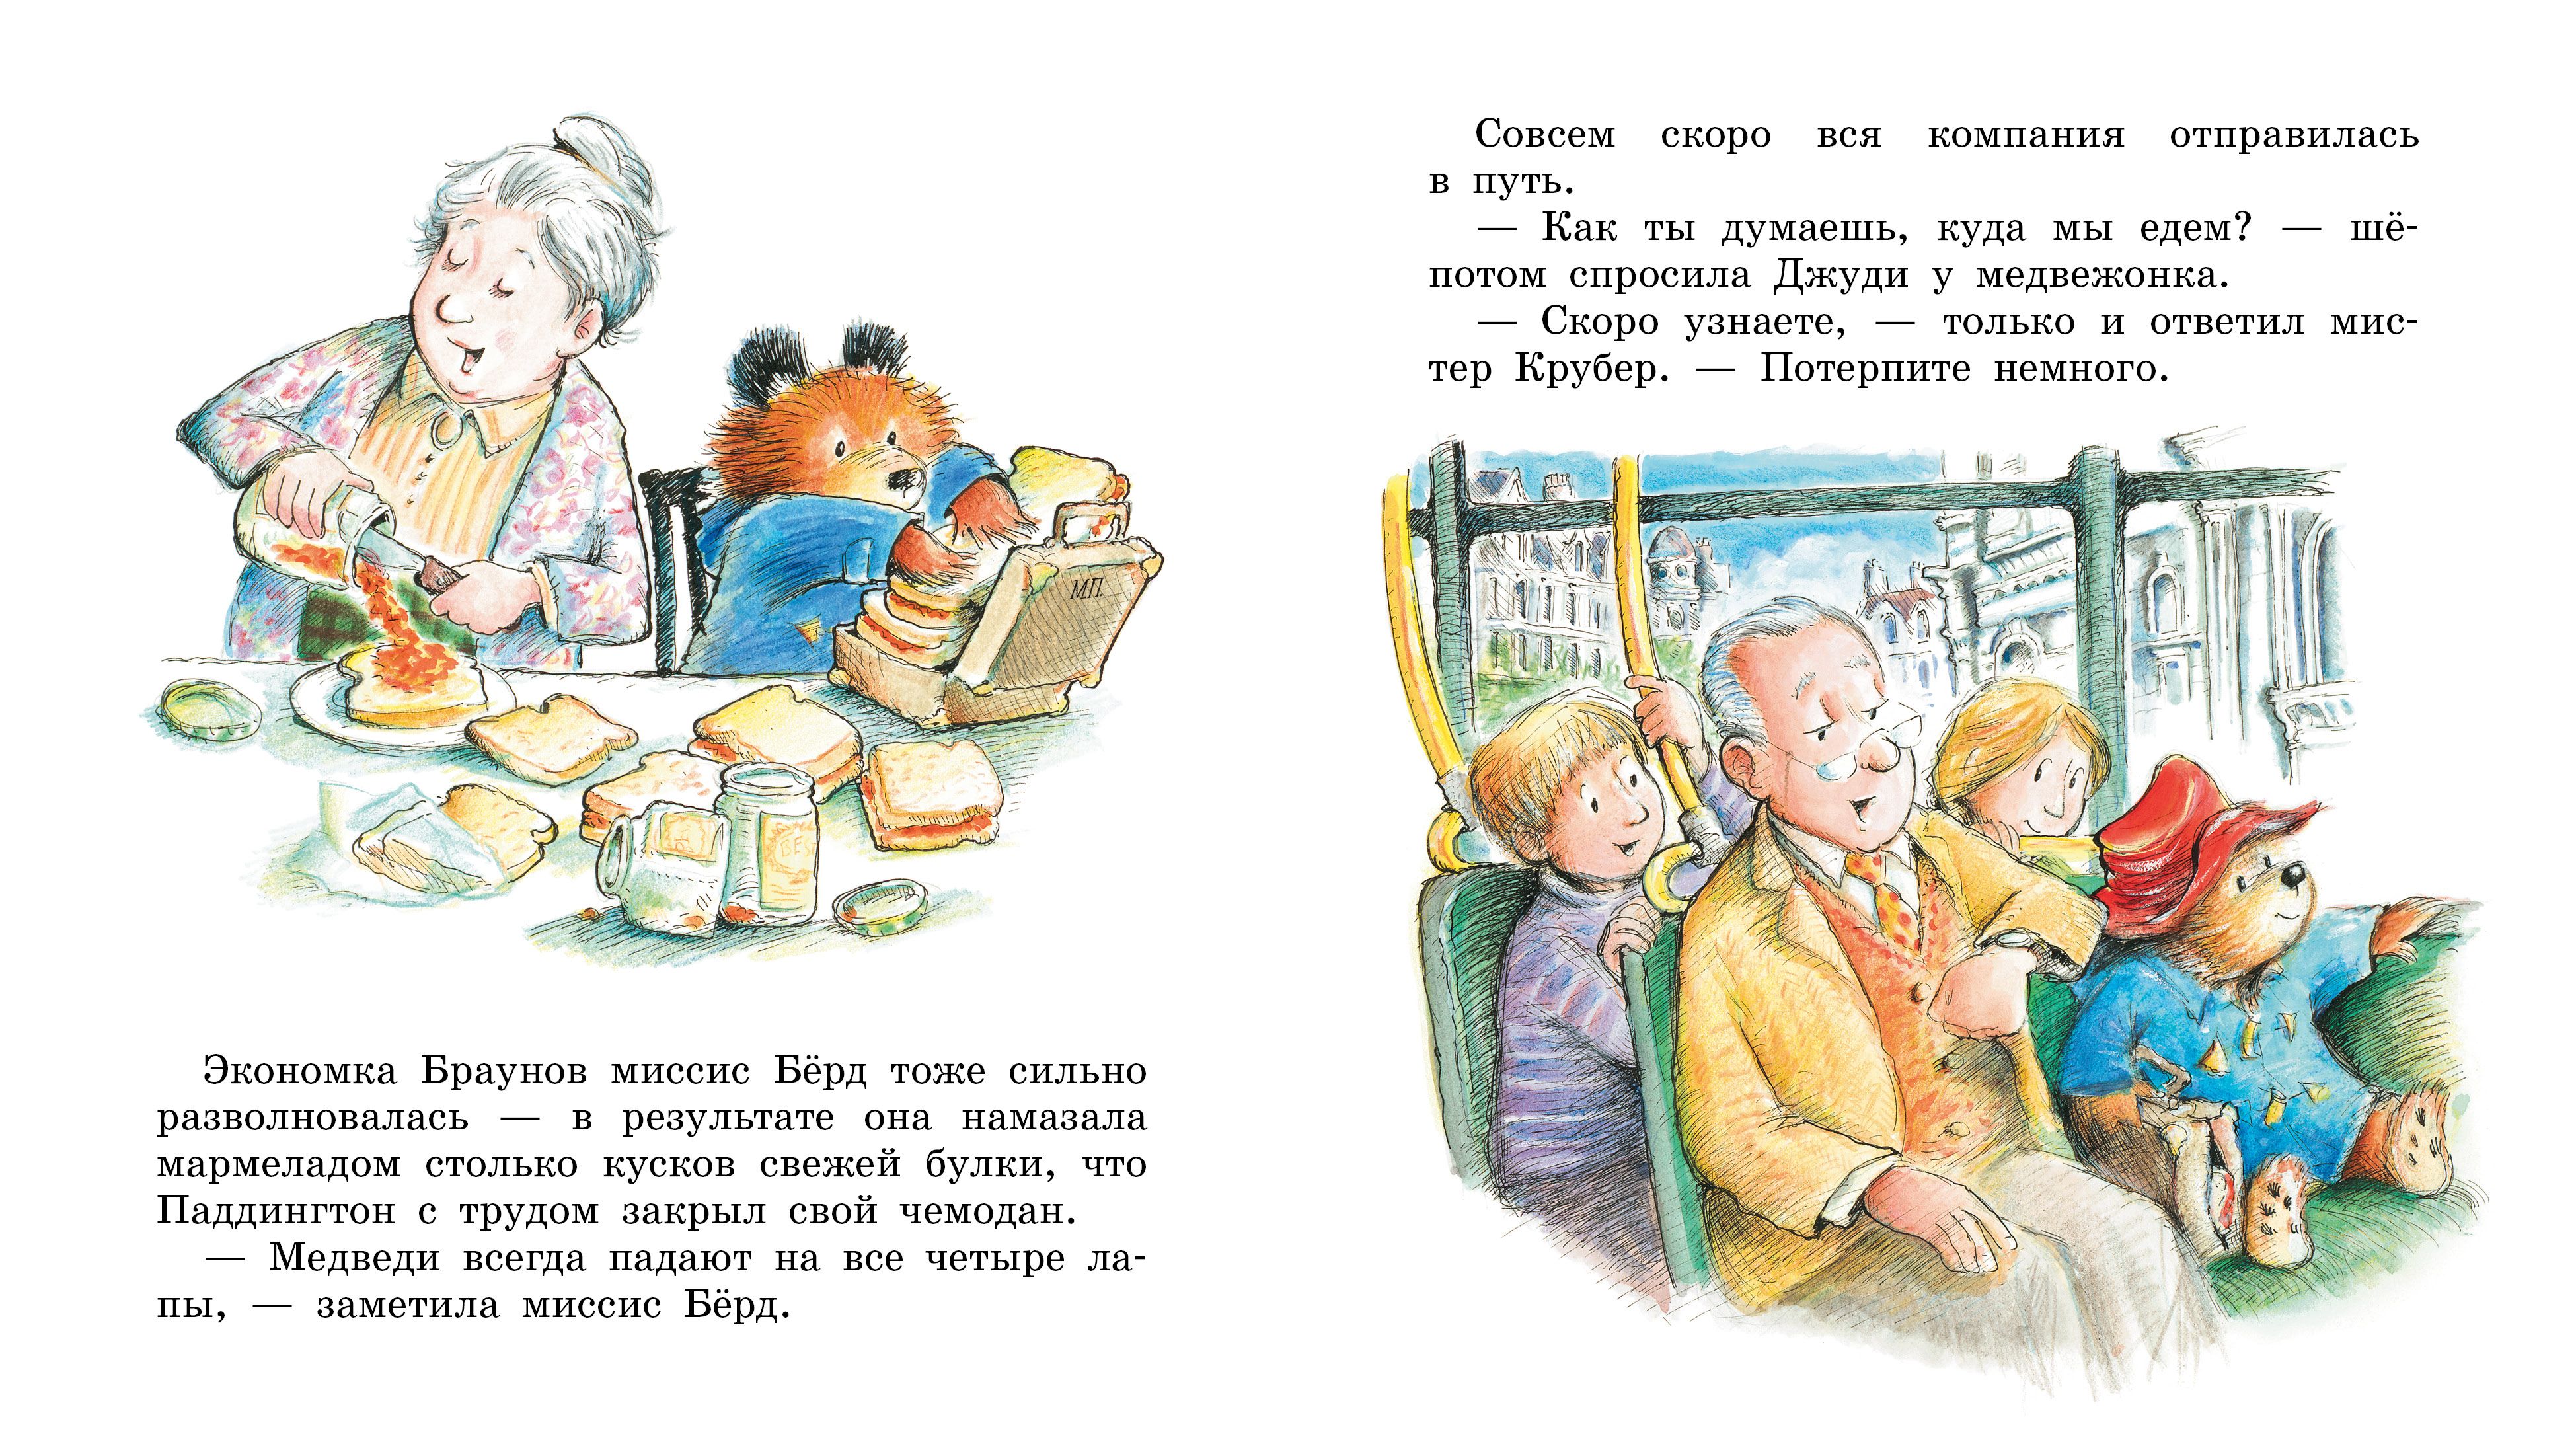 М.П.
BEST
Экономка Браунов миссис Бёрд тоже сильно
разволновалась — в результате она намазала
мармеладом столько кусков свежей булки, что
Паддингтон с трудом закрыл свой чемодан.
— Медведи всегда падают на все четыре ла-
пы, — заметила миссис Бёрд.
Совсем скоро вся компания отправилась
в путь.
— Как ты думаешь, куда мы едем? — шё-
потом спросила Джуди у медвежонка.
— Скоро узнаете, — только и ответил мис-
тер Крубер. — Потерпите немного.